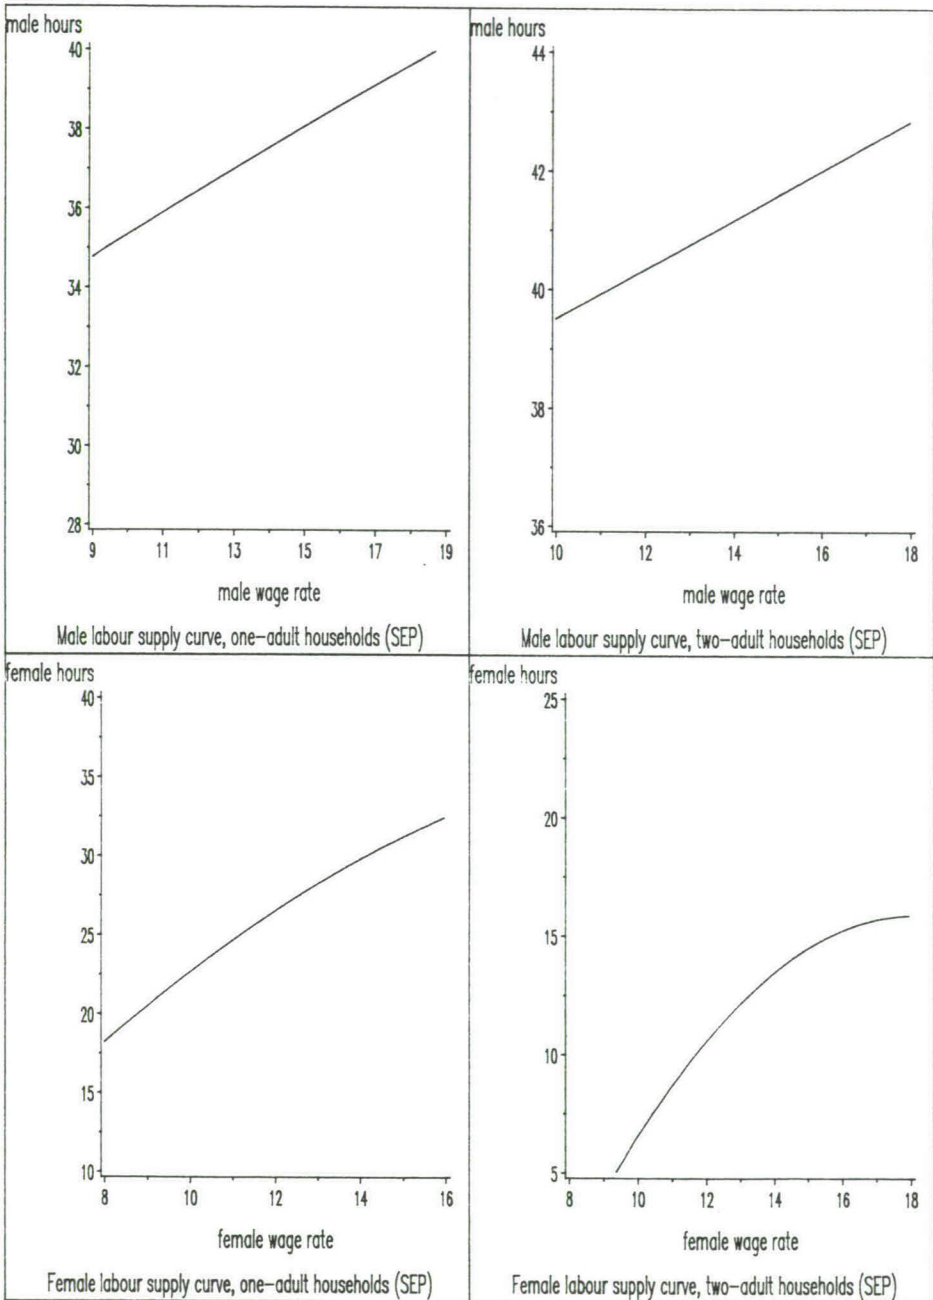 male hours
40
38
36
34
32
30
28
9 11 13 15 17 19
male wage rate
Male labour supply curve, one-adult households (SEP)
male hours
44
42
40
38
36
10 12 14 16 18
male wage rate
Male labour supply curve, two-adult households (SEP)
female hours
40
35
30
25
20
15
10
8 10 12 14 16
female wage rate
Female labour supply curve, one-adult households (SEP)
female hours
25
20
15
10
5
8 10 12 14 16 18
female wage rate
Female labour supply curve, two-adult households (SEP)